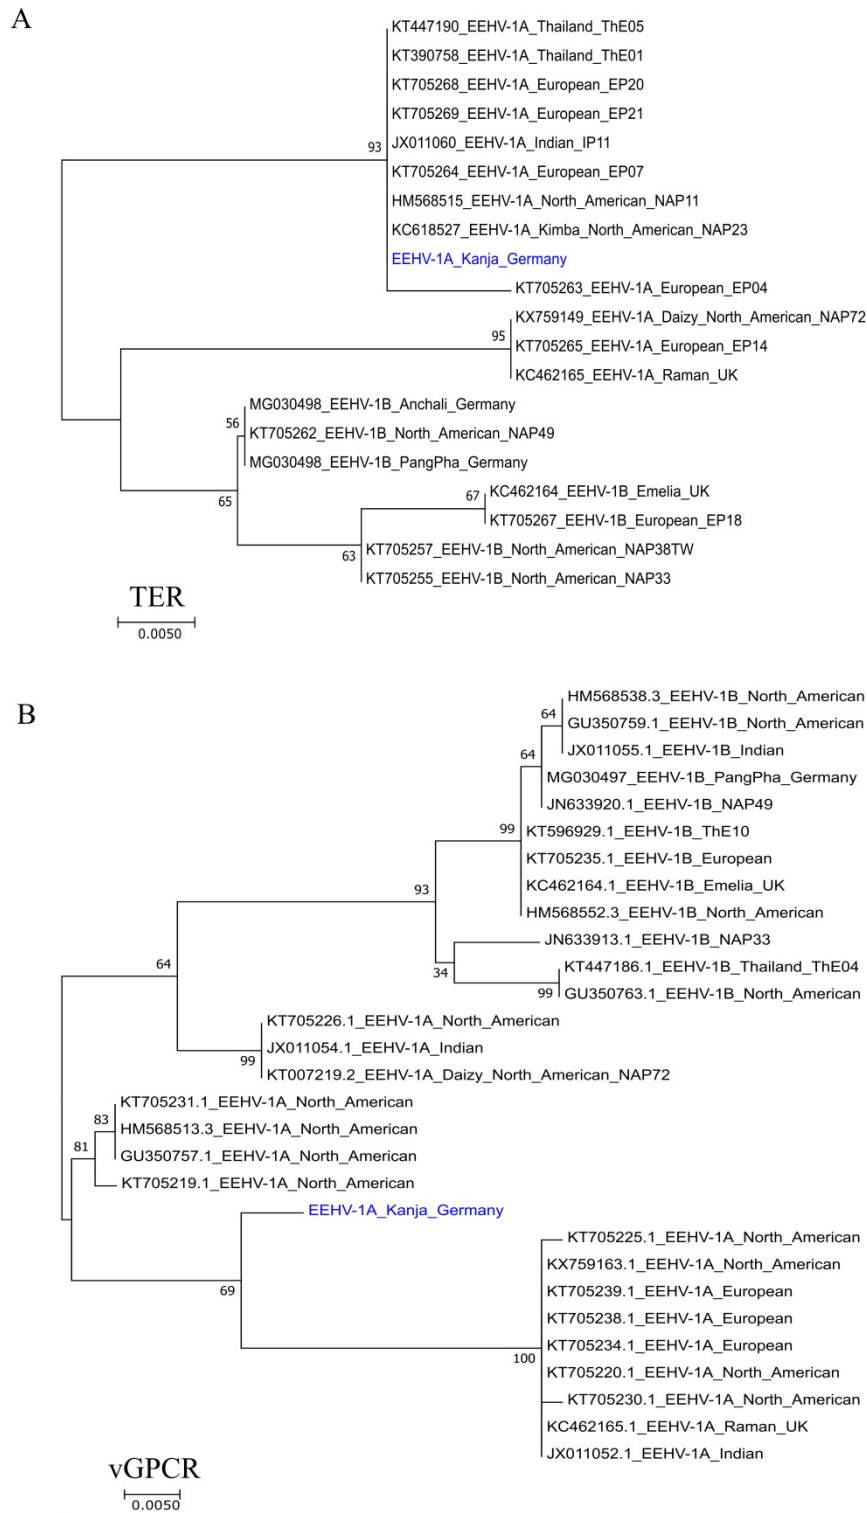 A
KT447190_EEHV-1A_Thailand_ThE05
KT390758_EEHV-1A_Thailand_ThE01
KT705268_EEHV-1A_European_EP20
KT705269_EEHV-1A_European_EP21
93
JX011060_EEHV-1A_Indian_IP11
KT705264_EEHV-1A_European_EP07
HM568515_EEHV-1A_North_American_NAP11
KC618527_EEHV-1A_Kimba_North_American_NAP23
EEHV-1A_Kanja_Germany
KT705263_EEHV-1A_European_EP04
KX759149_EEHV-1A_Daizy_North_American_NAP72
95
KT705265_EEHV-1A_European_EP14
KC462165_EEHV-1A_Raman_UK
MG030498_EEHV-1B_Anchali_Germany
56
KT705262_EEHV-1B_North_American_NAP49
MG030498_EEHV-1B_PangPha_Germany
65
67
KC462164_EEHV-1B_Emelia_UK
KT705267_EEHV-1B_European_EP18
63
KT705257_EEHV-1B_North_American_NAP38TW
KT705255_EEHV-1B_North_American_NAP33
TER
0.0050
B
HM568538.3_EEHV-1B_North_American
64
GU350759.1_EEHV-1B_North_American
JX011055.1_EEHV-1B_Indian
64
MG030497_EEHV-1B_PangPha_Germany
JN633920.1_EEHV-1B_NAP49
99
KT596929.1_EEHV-1B_ThE10
KT705235.1_EEHV-1B_European
93
KC462164.1_EEHV-1B_Emelia_UK
HM568552.3_EEHV-1B_North_American
JN633913.1_EEHV-1B_NAP33
64
34
KT447186.1_EEHV-1B_Thailand_ThE04
99
GU350763.1_EEHV-1B_North_American
KT705226.1_EEHV-1A_North_American
99
JX011054.1_EEHV-1A_Indian
KT007219.2_EEHV-1A_Daizy_North_American_NAP72
KT705231.1_EEHV-1A_North_American
83
HM568513.3_EEHV-1A_North_American
81
GU350757.1_EEHV-1A_North_American
KT705219.1_EEHV-1A_North_American
EEHV-1A_Kanja_Germany
KT705225.1_EEHV-1A_North_American
KX759163.1_EEHV-1A_North_American
69
KT705239.1_EEHV-1A_European
KT705238.1_EEHV-1A_European
KT705234.1_EEHV-1A_European
100
KT705220.1_EEHV-1A_North_American
KT705230.1_EEHV-1A_North_American
KC462165.1_EEHV-1A_Raman_UK
JX011052.1_EEHV-1A_Indian
vGPCR
0.0050